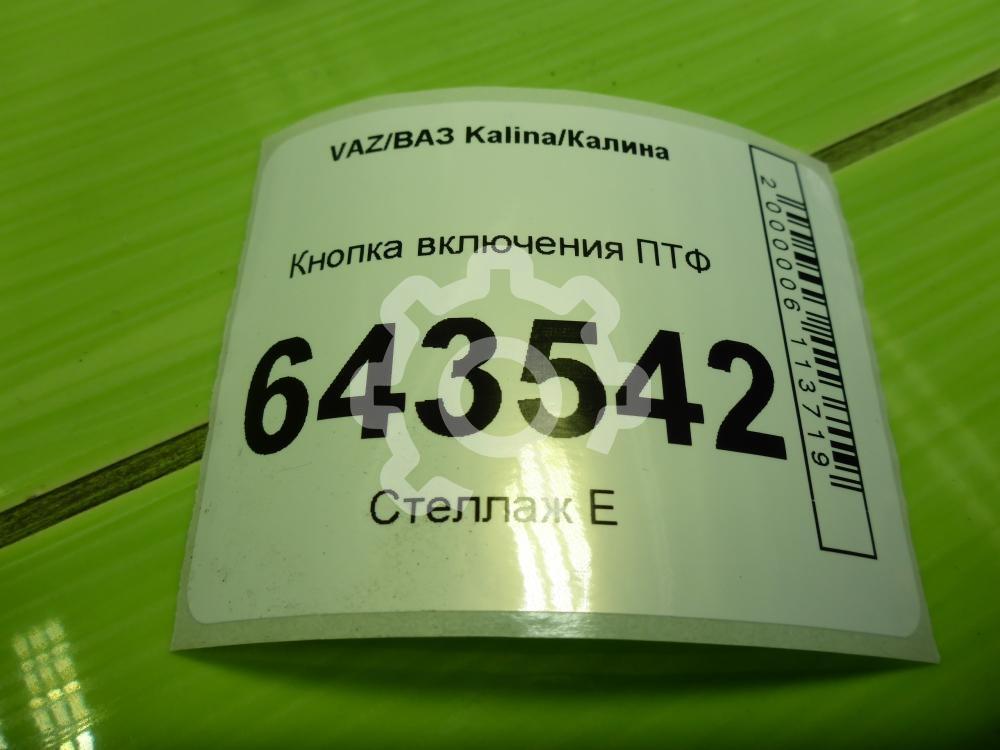 VAZ/ВАЗ Kalina/Калина
Кнопка включения ПТФ
643542
Стеллаж Е
2000006113719